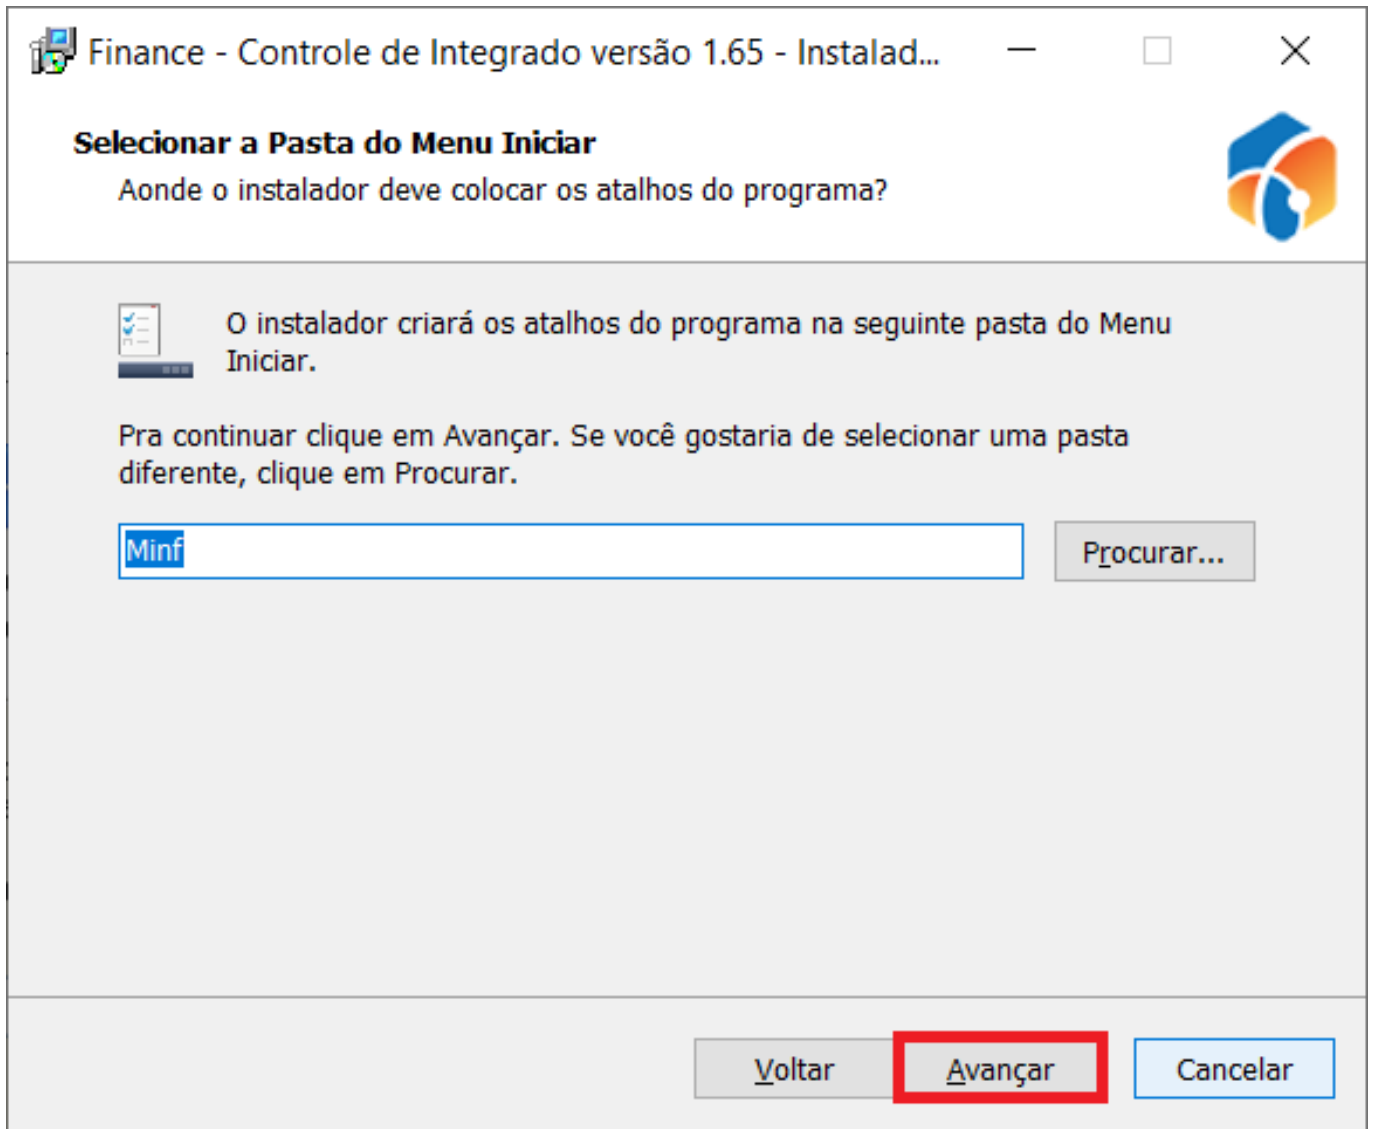 Finance - Controle de Integrado versão 1.65 - Instalad...
Selecionar a Pasta do Menu Iniciar
Aonde o instalador deve colocar os atalhos do programa?
O instalador criará os atalhos do programa na seguinte pasta do Menu
Iniciar.
Pra continuar clique em Avançar. Se você gostaria de selecionar uma pasta
diferente, clique em Procurar.
Minf
Procurar...
Voltar
Avançar
Cancelar